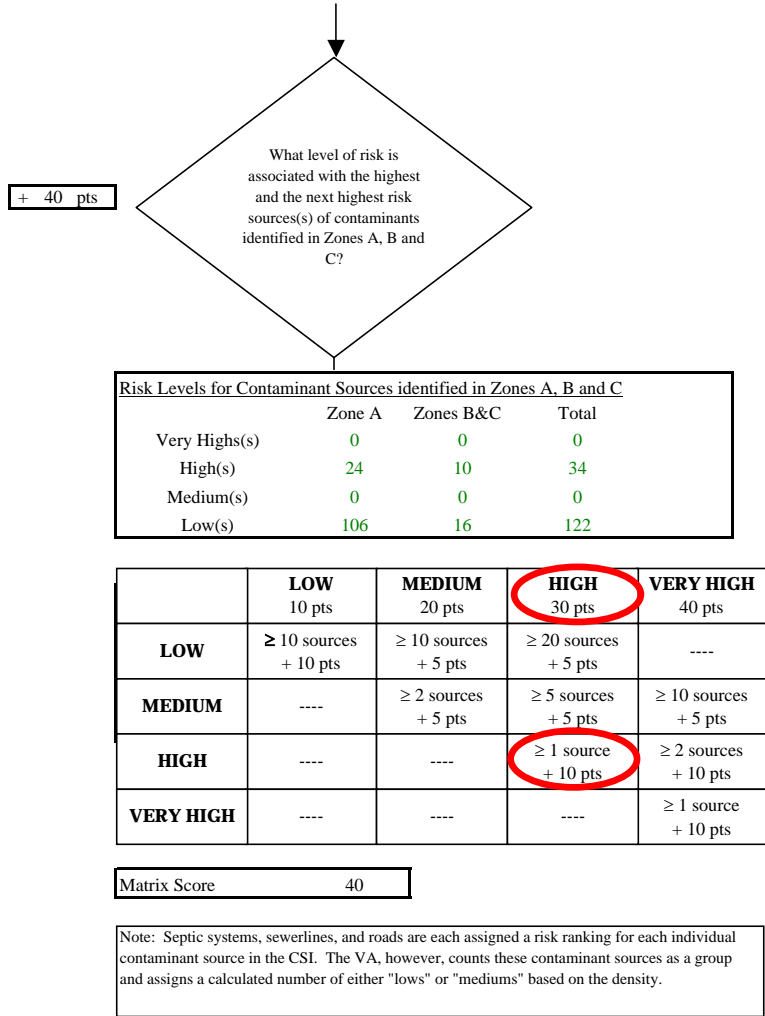 What level of risk is
associated with the highest
and the next highest risk
sources(s) of contaminants
identified in Zones A, B and
C?
+ 40 pts
Risk Levels for Contaminant Sources identified in Zones A, B and C
Zone A Zones B&C Total
Very Highs(s) 0 0 0
High(s) 24 10 34
Medium(s) 0 0 0
Low(s) 106 16 122
LOW MEDIUM HIGH VERY HIGH
10 pts 20 pts 30 pts 40 pts
LOW ≥ 10 sources ≥ 10 sources ≥ 20 sources ----
+ 10 pts + 5 pts + 5 pts
MEDIUM ---- ≥ 2 sources ≥ 5 sources ≥ 10 sources
+ 5 pts + 5 pts + 5 pts
HIGH ---- ---- ≥ 1 source ≥ 2 sources
+ 10 pts + 10 pts
VERY HIGH ---- ---- ---- ≥ 1 source
+ 10 pts
Matrix Score 40
Note: Septic systems, sewerlines, and roads are each assigned a risk ranking for each individual
contaminant source in the CSI. The VA, however, counts these contaminant sources as a group
and assigns a calculated number of either "lows" or "mediums" based on the density.